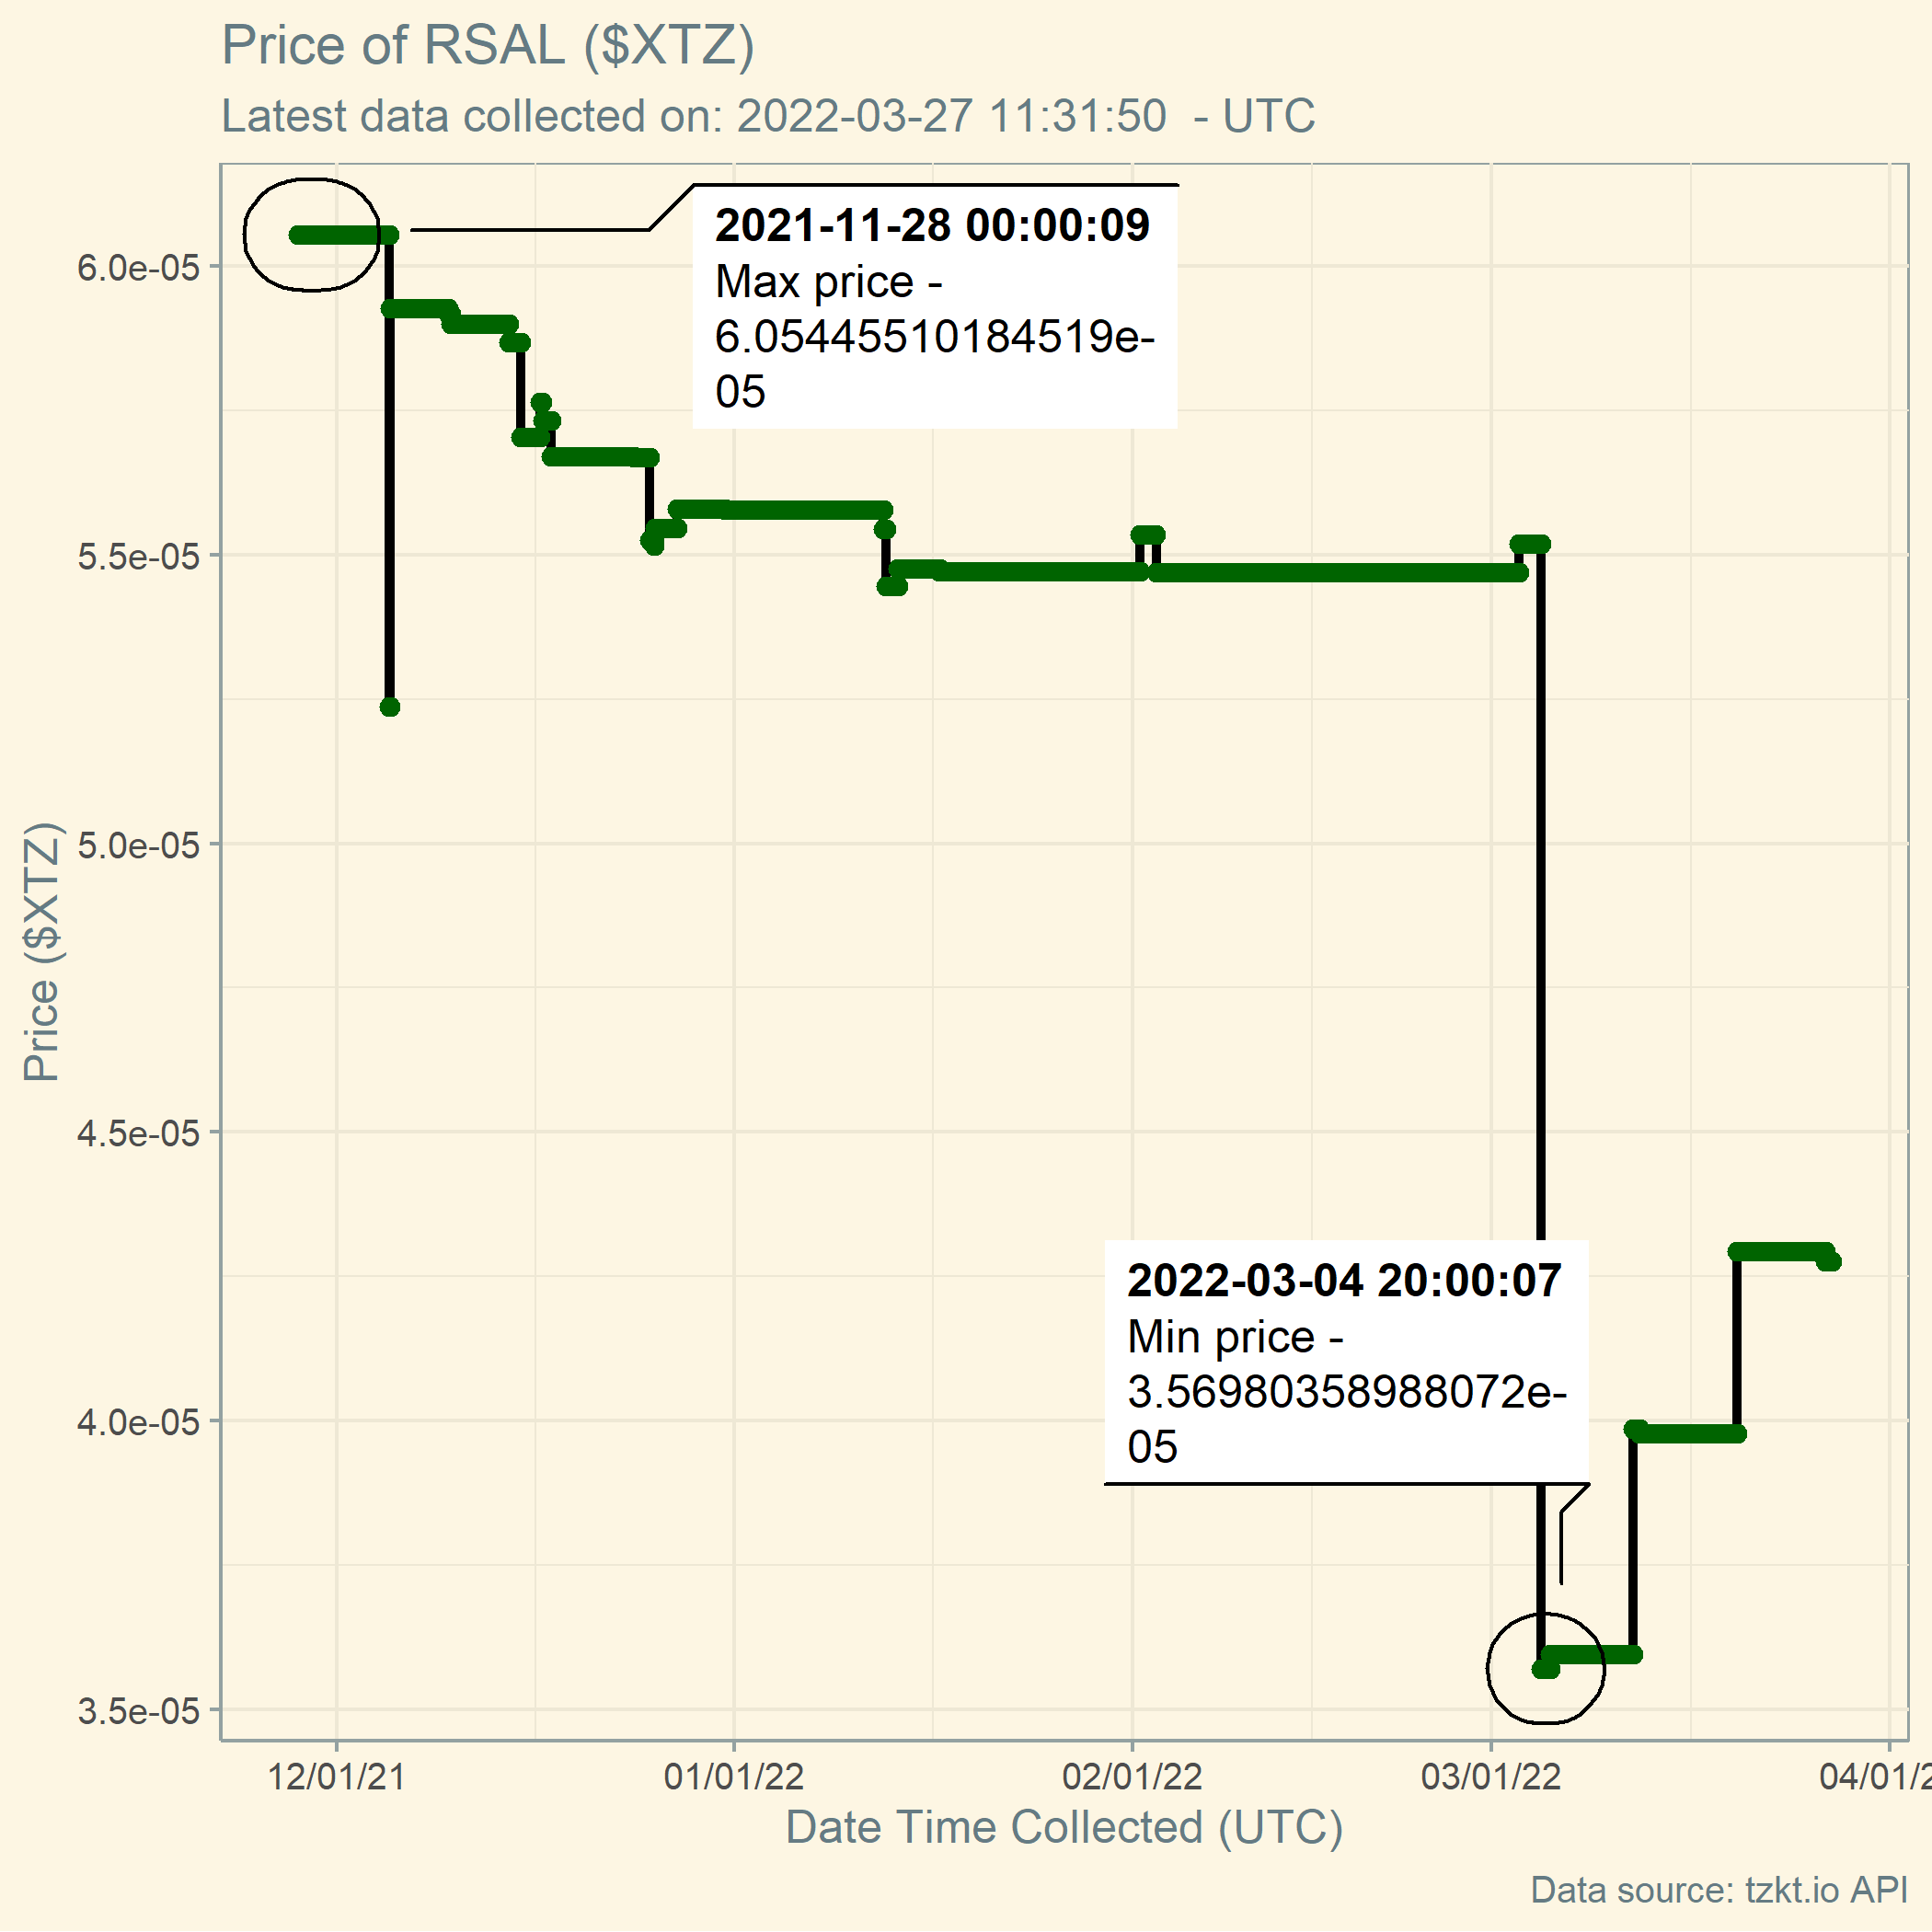 Price of RSAL ($XTZ)
Latest data collected on: 2022-03-27 11:31:50  - UTC
2021-11-28 00:00:09
Max price -
6.05445510184519e-
05
6.0e-05
5.5e-05
5.0e-05
4.5e-05
4.0e-05
3.5e-05
Price ($XTZ)
2022-03-04 20:00:07
Min price -
3.56980358988072e-
05
12/01/21
01/01/22
02/01/22
03/01/22
04/01/2
Date Time Collected (UTC)
Data source: tzkt.io API